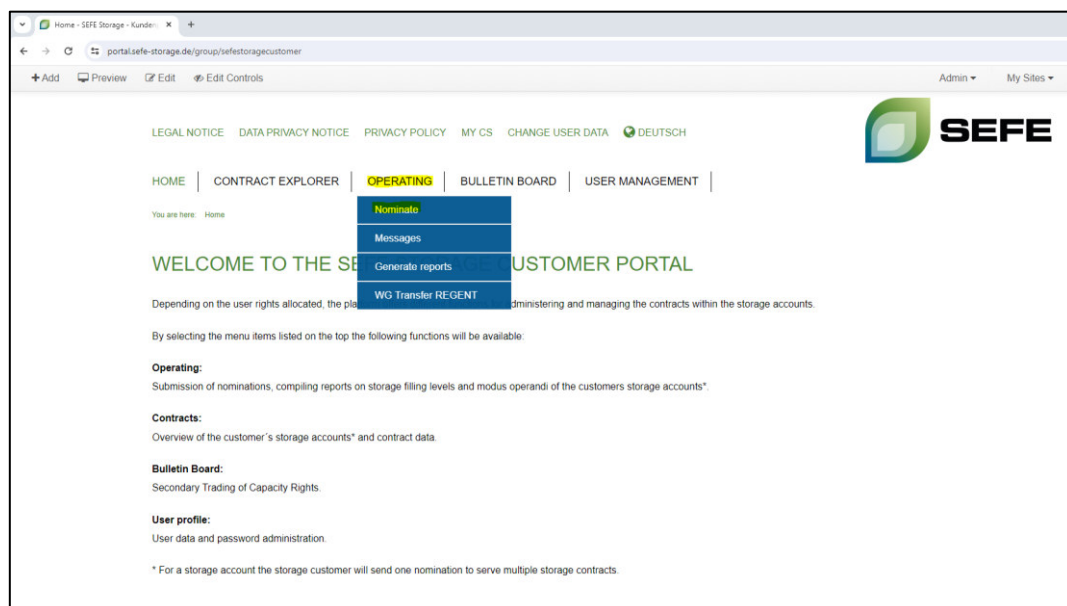 Home - SEFE Storage - Kunden
portal.sefe-storage.de/group/sefestoragecustomer
Add Preview Edit Edit Controls Admin My Sites
LEGAL NOTICE DATA PRIVACY NOTICE PRIVACY POLICY MY CS CHANGE USER DATA DEUTSCH
SEFE
HOME CONTRACT EXPLORER OPERATING BULLETIN BOARD USER MANAGEMENT
You are here: Home
Nominate
Messages
Generate reports
WG Transfer REGENT
WELCOME TO THE SEFE STORAGE CUSTOMER PORTAL
Depending on the user rights allocated, the administering and managing the contracts within the storage accounts.
By selecting the menu items listed on the top the following functions will be available:
Operating:
Submission of nominations, compiling reports on storage filling levels and modus operandi of the customers storage accounts*.
Contracts:
Overview of the customer´s storage accounts* and contract data.
Bulletin Board:
Secondary Trading of Capacity Rights.
User profile:
User data and password administration.
* For a storage account the storage customer will send one nomination to serve multiple storage contracts.